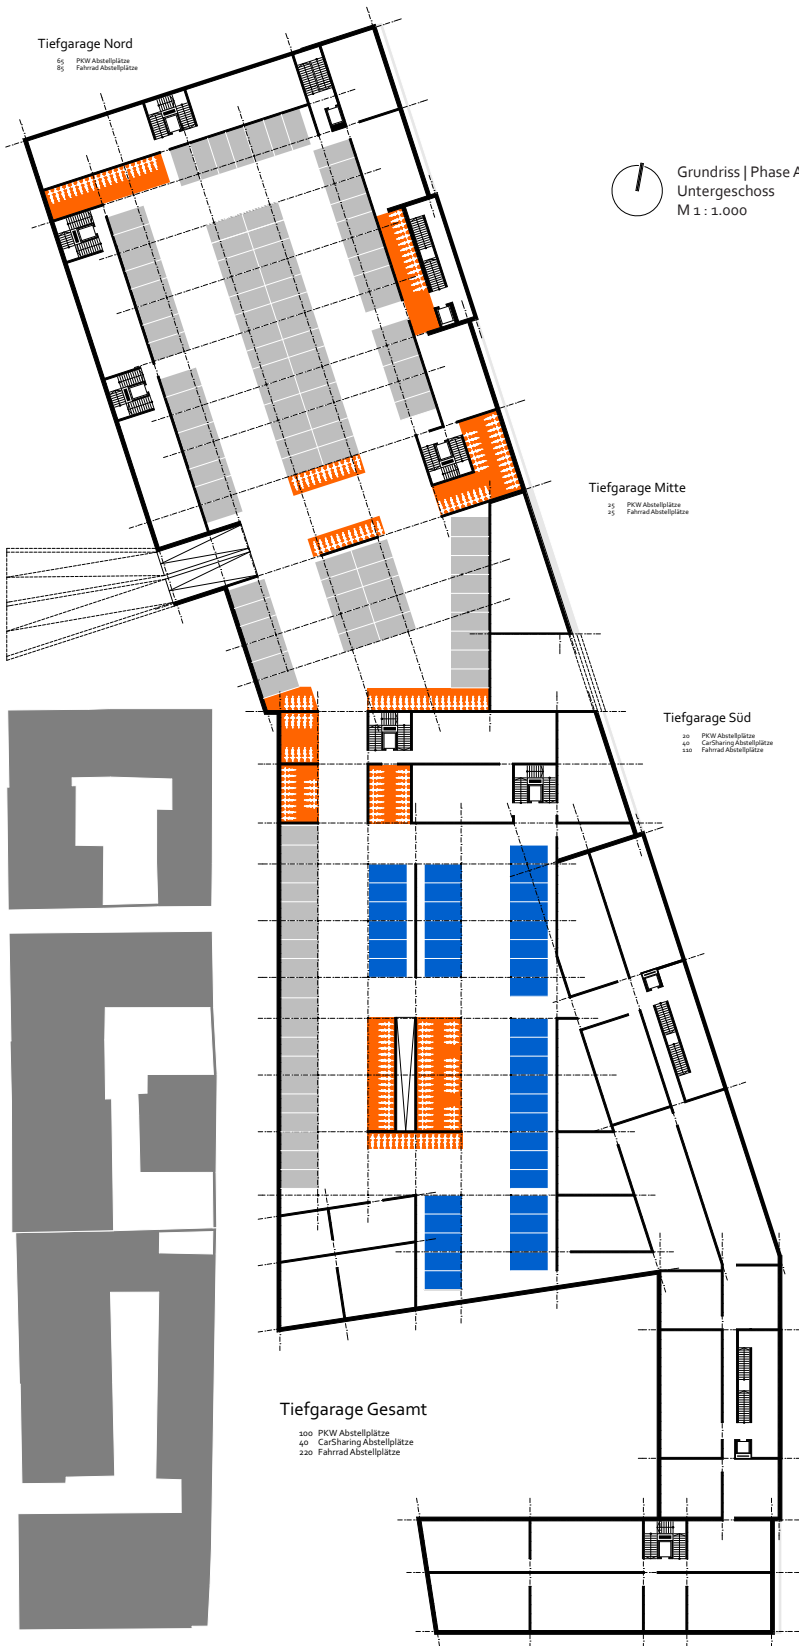 Tiefgarage Nord
65 PKW Abstellplätze
85 Fahrrad Abstellplätze
Grundriss | Phase A
Untergeschoss
M 1 : 1.000
Tiefgarage Mitte
25 PKW Abstellplätze
25 Fahrrad Abstellplätze
Tiefgarage Süd
20 PKW Abstellplätze
40 CarSharing Abstellplätze
110 Fahrrad Abstellplätze
Tiefgarage Gesamt
100 PKW Abstellplätze
40 CarSharing Abstellplätze
220 Fahrrad Abstellplätze